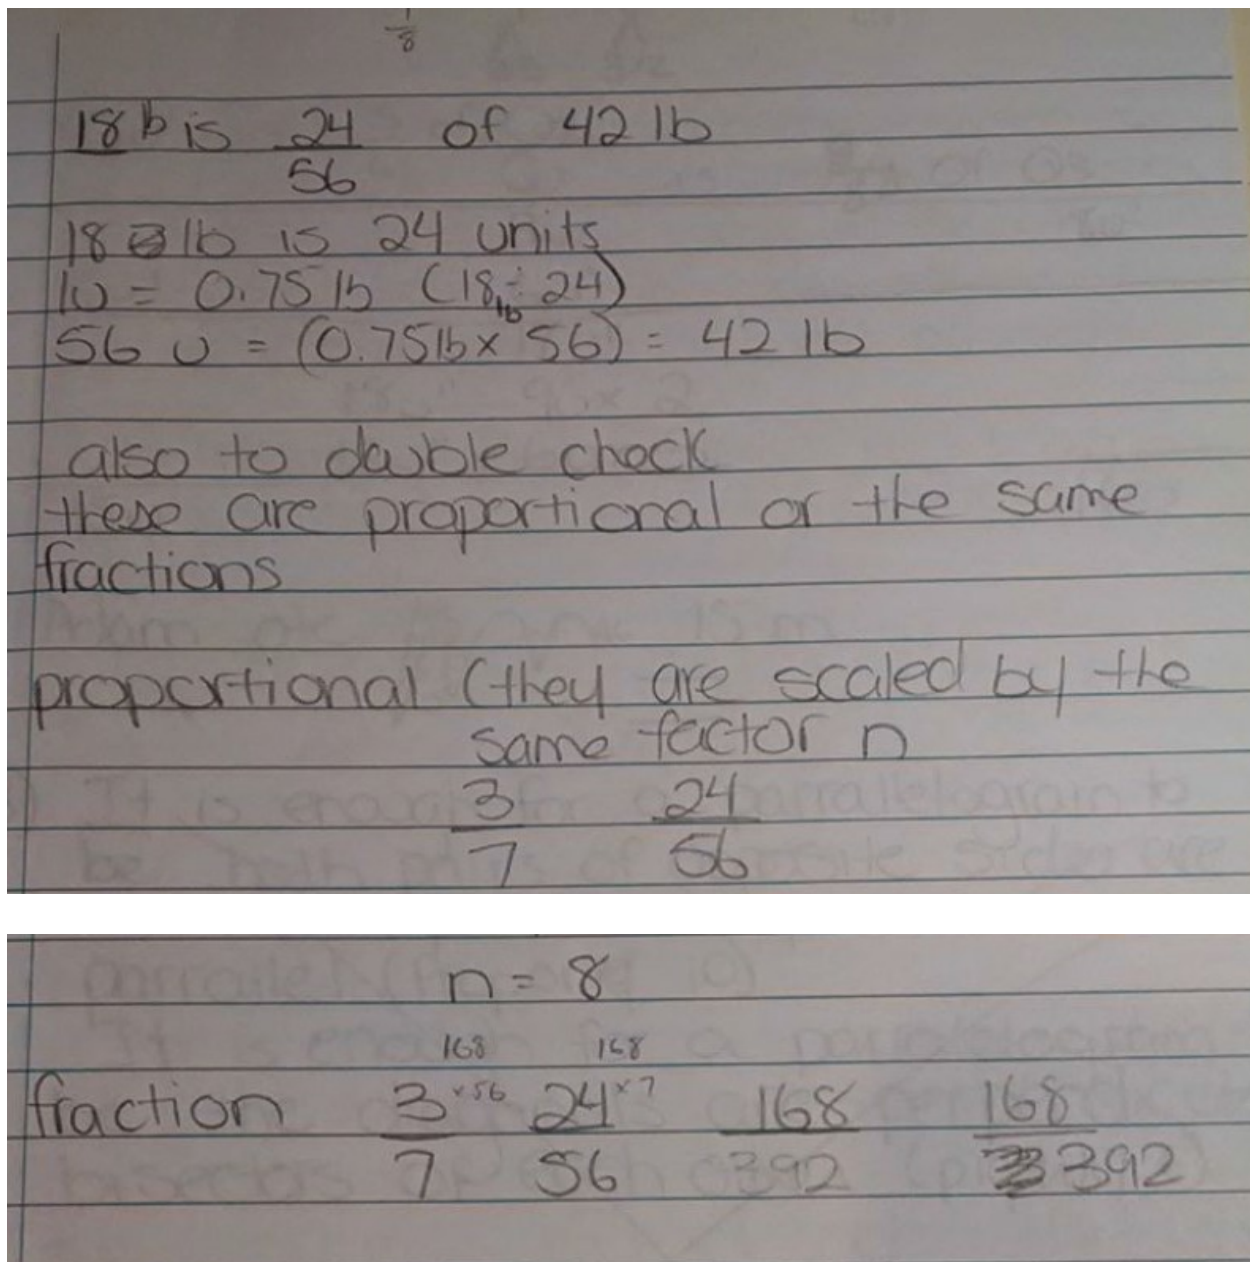 1/8
18 lb is 24/56 of 42 lb
18 lb is 24 units
1u = 0.75 lb (18 lb ÷ 24)
56 u = (0.75lb × 56) = 42 lb
also to double check
these are proportional or the same
fractions
proportional (they are scaled by the
same factor n
3/7 24/56
n = 8
168 168
fraction 3/7 ×56 24/56 ×7 168/392 168/392